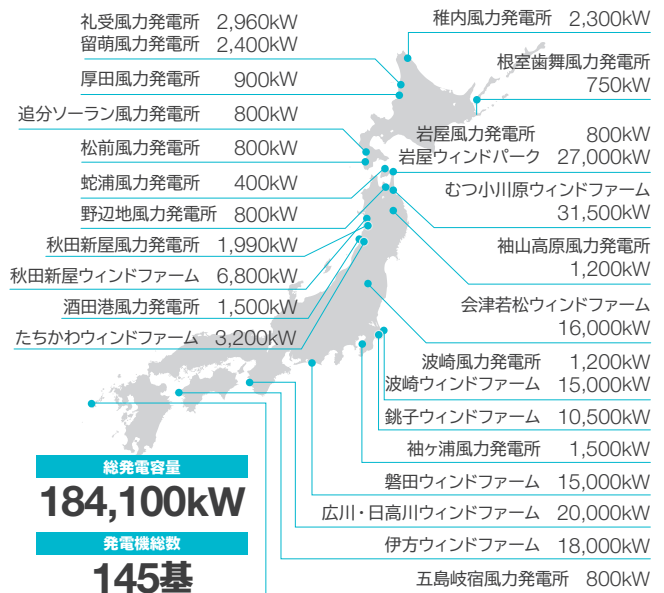 礼受風力発電所 2,960kW
留萌風力発電所 2,400kW
厚田風力発電所 900kW
追分ソーラン風力発電所 800kW
松前風力発電所 800kW
蛇浦風力発電所 400kW
野辺地風力発電所 800kW
秋田新屋風力発電所 1,990kW
秋田新屋ウィンドファーム 6,800kW
酒田港風力発電所 1,500kW
たちかわウィンドファーム 3,200kW
総発電容量
184,100kW
発電機総数
145基
稚内風力発電所 2,300kW
根室歯舞風力発電所
750kW
岩屋風力発電所 800kW
岩屋ウィンドパーク 27,000kW
むつ小川原ウィンドファーム
31,500kW
袖山高原風力発電所
1,200kW
会津若松ウィンドファーム
16,000kW
波崎風力発電所 1,200kW
波崎ウィンドファーム 15,000kW
銚子ウィンドファーム 10,500kW
袖ヶ浦風力発電所 1,500kW
磐田ウィンドファーム 15,000kW
広川・日高川ウィンドファーム 20,000kW
伊方ウィンドファーム 18,000kW
五島岐宿風力発電所 800kW